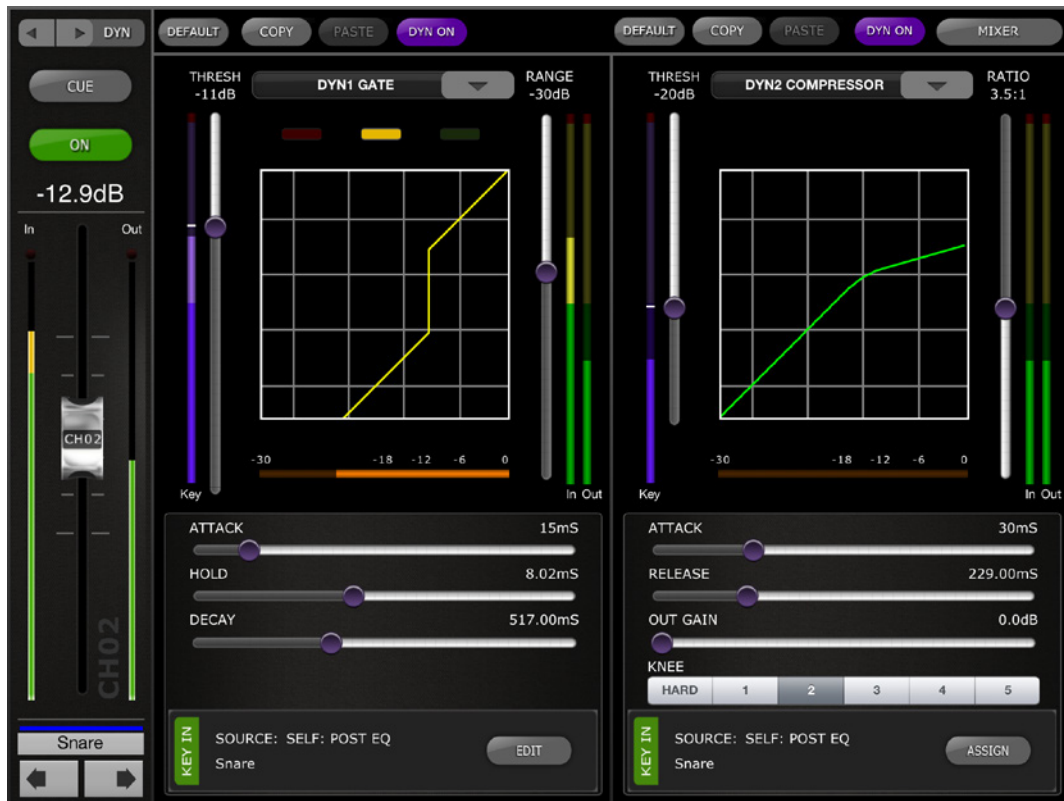 DYN
DEFAULT COPY PASTE DYN ON
DEFAULT COPY PASTE DYN ON MIXER
CUE
ON
-12.9dB
In Out
CH02
CH02
Snare
THRESH
-11dB
DYN1 GATE
RANGE
-30dB
-30 -18 -12 -6 0
Key
In Out
ATTACK 15mS
HOLD 8.02mS
DECAY 517.00mS
KEY IN
SOURCE: SELF: POST EQ
Snare
EDIT
THRESH
-20dB
DYN2 COMPRESSOR
RATIO
3.5:1
-30 -18 -12 -6 0
Key
In Out
ATTACK 30mS
RELEASE 229.00mS
OUT GAIN 0.0dB
KNEE
HARD 1 2 3 4 5
KEY IN
SOURCE: SELF: POST EQ
Snare
ASSIGN